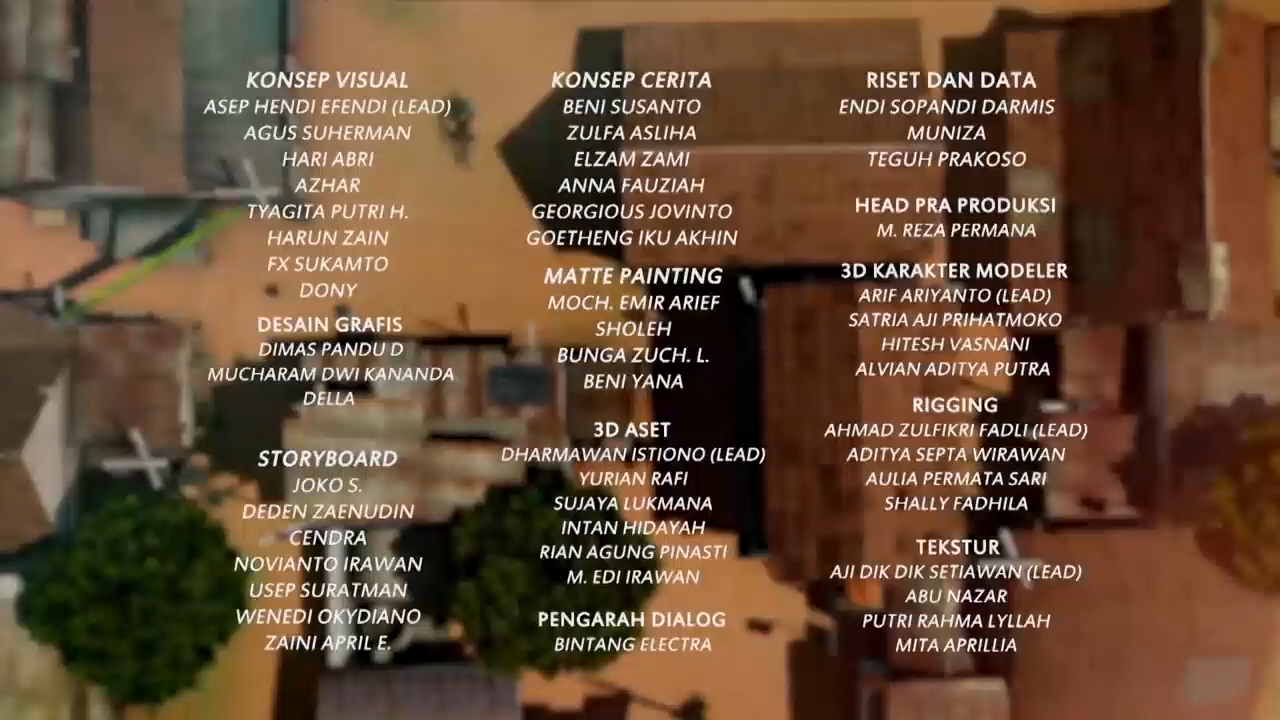 KONSEP VISUAL
ASEP HENDI EFENDI (LEAD)
AGUS SUHERMAN
HARI ABRI
AZHAR
TYAGITA PUTRI H.
HARUN ZAIN
FX SUKAMTO
DONY
DESAIN GRAFIS
DIMAS PANDU D
MUCHARAM DWI KANANDA
DELLA
STORYBOARD
JOKO S.
DEDEN ZAENUDIN
CENDRA
NOVIANTO IRAWAN
USEP SURATMAN
WENEDI OKYDIANO
ZAINI APRIL E.
KONSEP CERITA
BENI SUSANTO
ZULFA ASLIHA
ELZAM ZAMI
ANNA FAUZIAH
GEORGIOUS JOVINTO
GOETHENG IKU AKHIN
MATTE PAINTING
MOCH. EMIR ARIEF
SHOLEH
BUNGA ZUCH. L.
BENI YANA
3D ASET
DHARMAWAN ISTIONO (LEAD)
YURIAN RAFI
SUJAYA LUKMANA
INTAN HIDAYAH
RIAN AGUNG PINASTI
M. EDI IRAWAN
PENGARAH DIALOG
BINTANG ELECTRA
RISET DAN DATA
ENDI SOPANDI DARMIS
MUNIZA
TEGUH PRAKOSO
HEAD PRA PRODUKSI
M. REZA PERMANA
3D KARAKTER MODELER
ARIF ARIYANTO (LEAD)
SATRIA AJI PRIHATMOKO
HITESH VASNANI
ALVIAN ADITYA PUTRA
RIGGING
AHMAD ZULFIKRI FADLI (LEAD)
ADITYA SEPTA WIRAWAN
AULIA PERMATA SARI
SHALLY FADHILA
TEKSTUR
AJI DIK DIK SETIAWAN (LEAD)
ABU NAZAR
PUTRI RAHMA LYLLAH
MITA APRILLIA